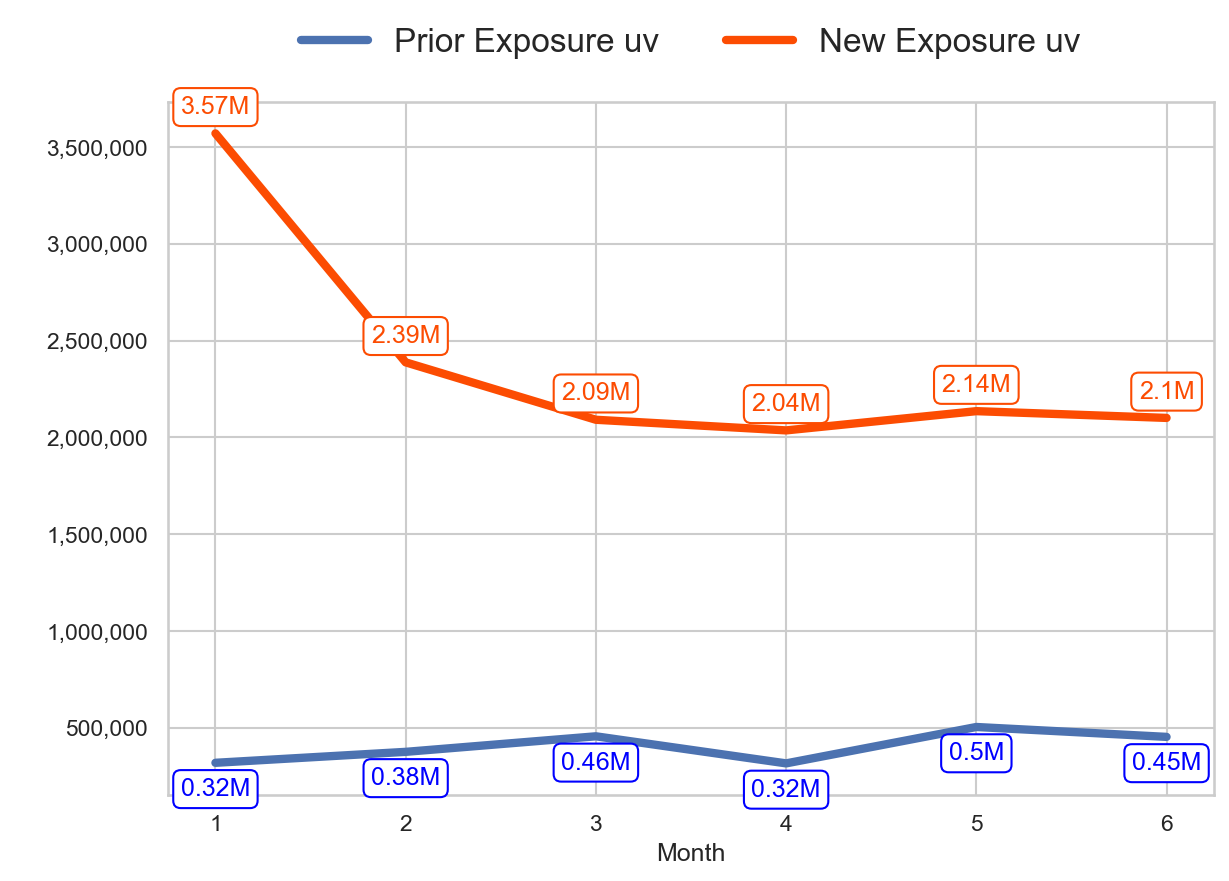 Prior Exposure uv New Exposure uv
3.57M
3,500,000
3,000,000
2,500,000
2.39M
2.09M
2.04M
2.14M
2.1M
2,000,000
1,500,000
1,000,000
500,000
0.32M
0.38M
0.46M
0.32M
0.5M
0.45M
1 2 3 4 5 6
Month